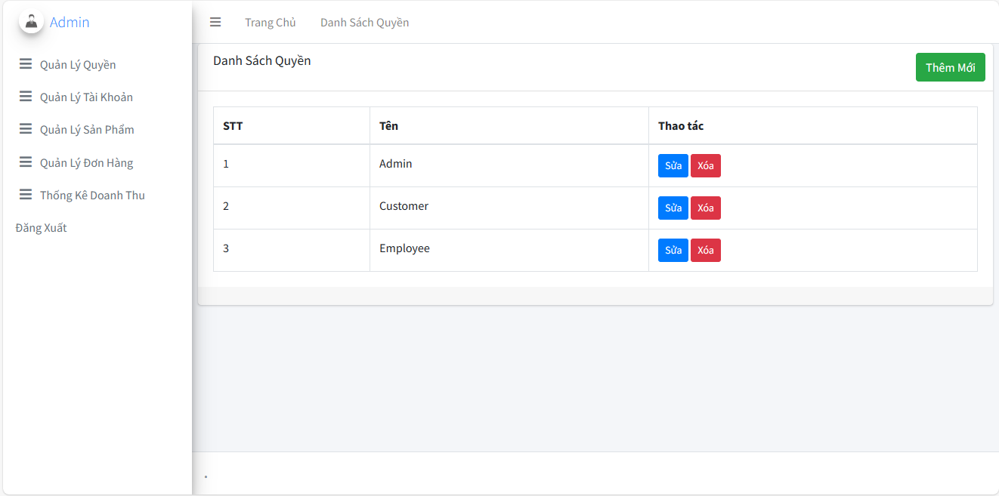 Admin
Quản Lý Quyền
Quản Lý Tài Khoản
Quản Lý Sản Phẩm
Quản Lý Đơn Hàng
Thống Kê Doanh Thu
Đăng Xuất
Trang Chủ Danh Sách Quyền
Danh Sách Quyền
Thêm Mới
STT Tên Thao tác
1 Admin Sửa Xóa
2 Customer Sửa Xóa
3 Employee Sửa Xóa
.